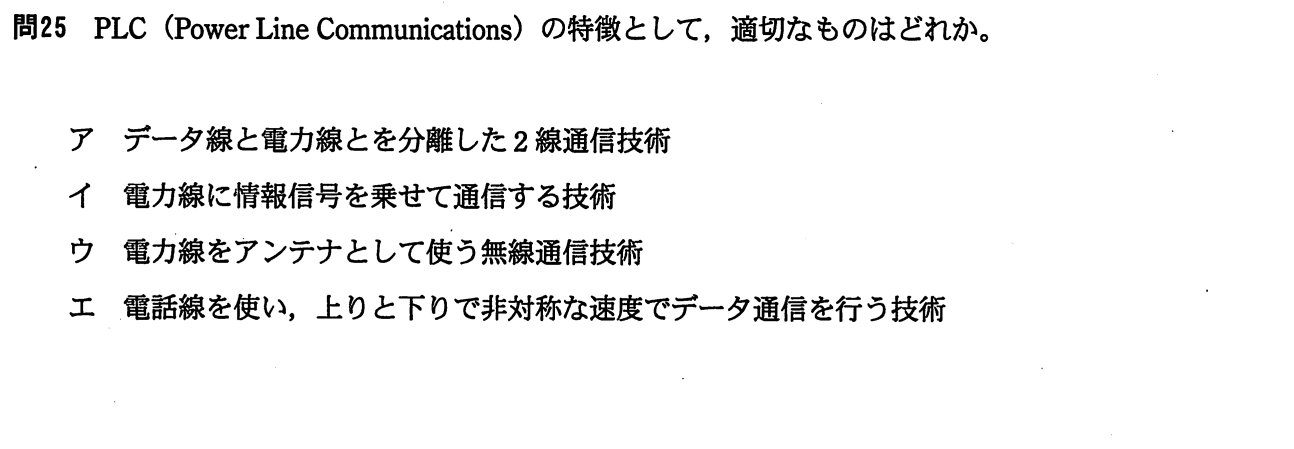 問25 PLC（Power Line Communications）の特徴として，適切なものはどれか。
ア データ線と電力線とを分離した2線通信技術
イ 電力線に情報信号を乗せて通信する技術
ウ 電力線をアンテナとして使う無線通信技術
エ 電話線を使い，上りと下りで非対称な速度でデータ通信を行う技術